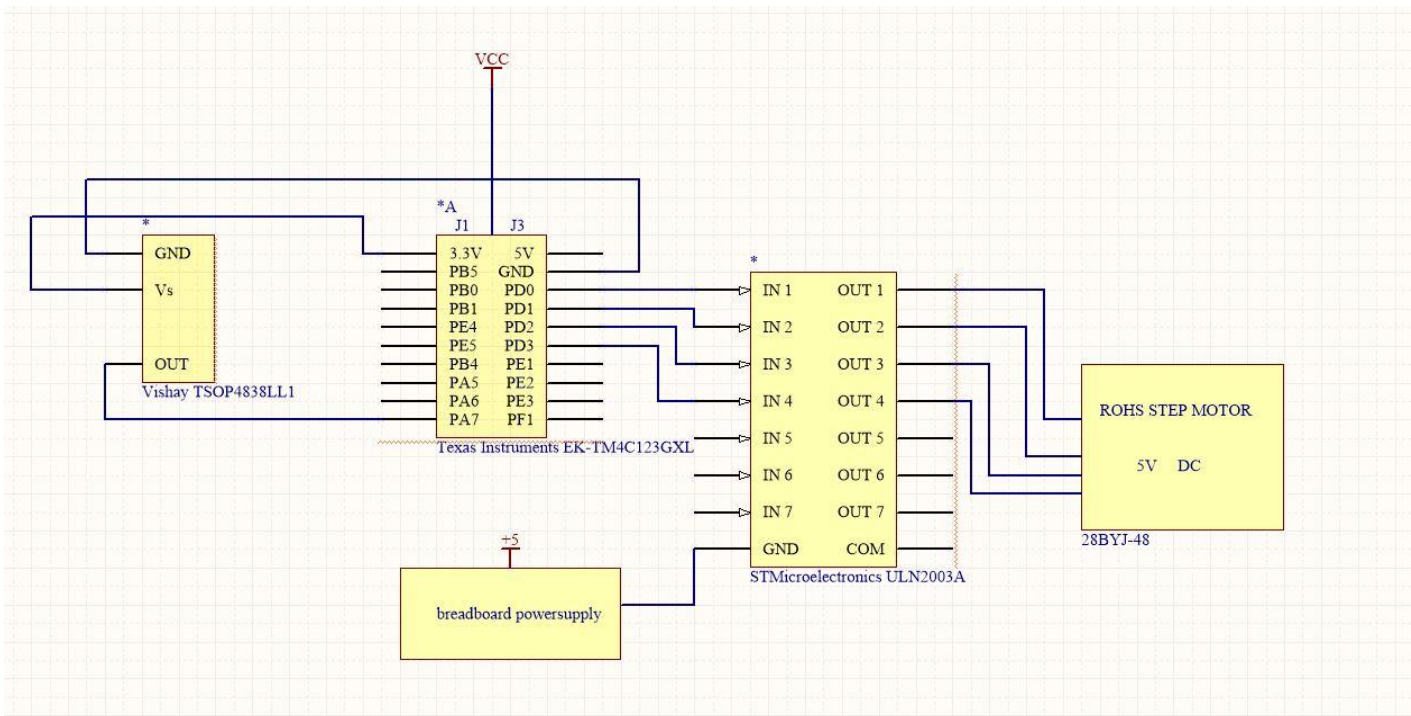 VCC
*A
J1 J3
*
GND
Vs
OUT
Vishay TSOP4838LL1
3.3V 5V
PB5 GND
PB0 PD0
PB1 PD1
PE4 PD2
PE5 PD3
PB4 PE1
PA5 PE2
PA6 PE3
PA7 PF1
Texas Instruments EK-TM4C123GXL
*
IN 1 OUT 1
IN 2 OUT 2
IN 3 OUT 3
IN 4 OUT 4
IN 5 OUT 5
IN 6 OUT 6
IN 7 OUT 7
GND COM
STMicroelectronics ULN2003A
ROHS STEP MOTOR
5V DC
28BYJ-48
+5
breadboard powersupply